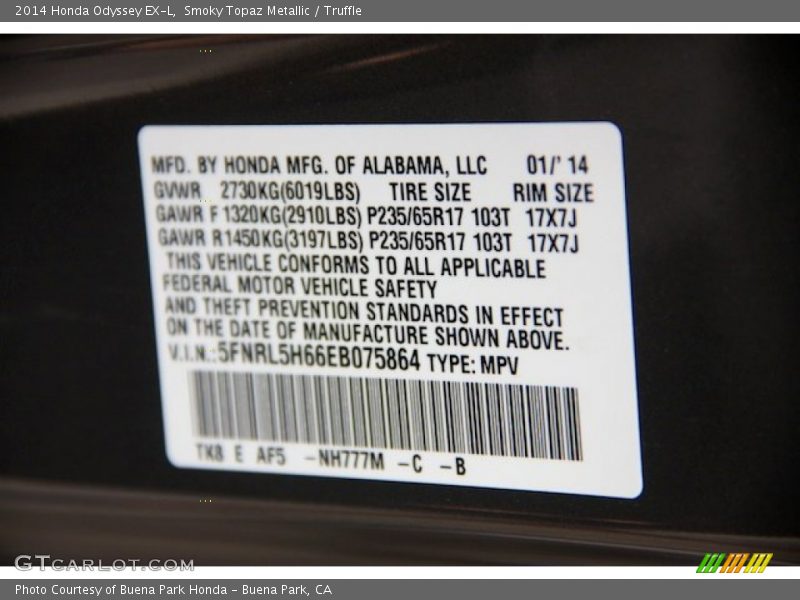 2014 Honda Odyssey EX-L, Smoky Topaz Metallic / Truffle
MFD. BY HONDA MFG. OF ALABAMA, LLC 01/' 14
GVWR 2730KG(6019LBS) TIRE SIZE RIM SIZE
GAWR F 1320KG(2910LBS) P235/65R17 103T 17X7J
GAWR R1450KG(3197LBS) P235/65R17 103T 17X7J
THIS VEHICLE CONFORMS TO ALL APPLICABLE
FEDERAL MOTOR VEHICLE SAFETY
AND THEFT PREVENTION STANDARDS IN EFFECT
ON THE DATE OF MANUFACTURE SHOWN ABOVE.
V.I.N.:5FNRL5H66EB075864 TYPE: MPV
TK8 E AF5 -NH777M -C -B
GTcarlot.com
Photo Courtesy of Buena Park Honda - Buena Park, CA